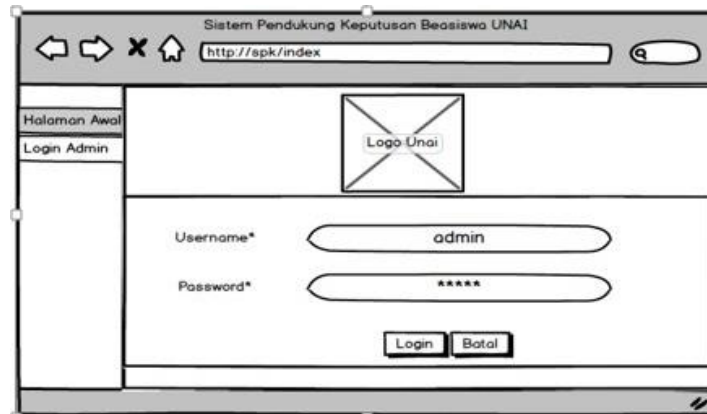 Sistem Pendukung Keputusan Beasiswa UNAI
http://spk/index
Halaman Awal
Login Admin
Logo Unai
Username*
admin
Password*
*****
Login
Batal